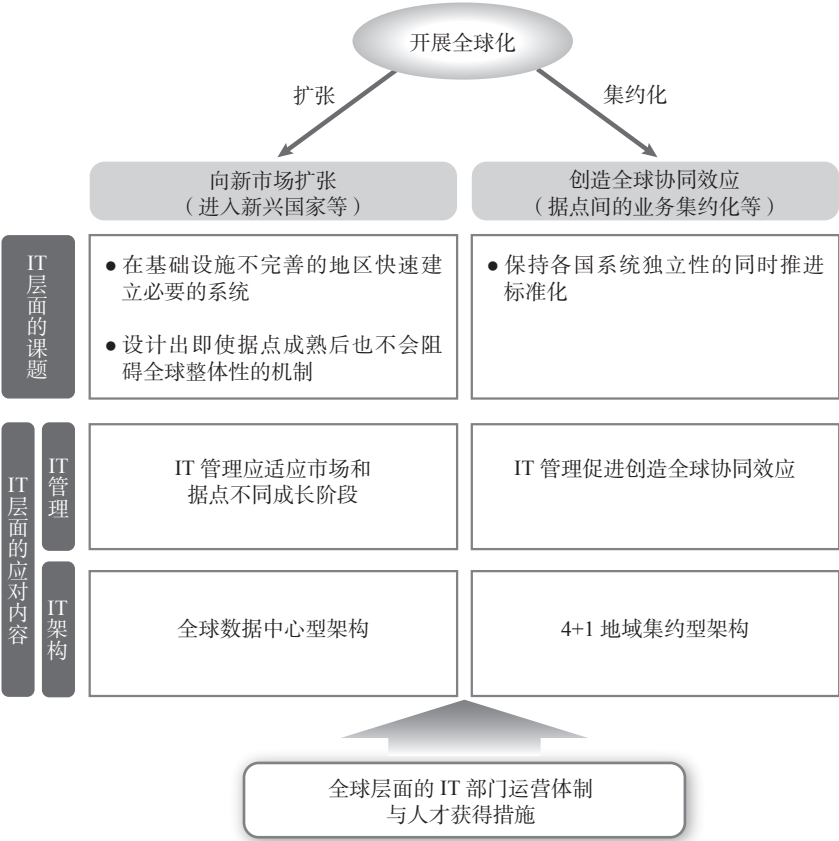 开展全球化
扩张
集约化
向新市场扩张
（进入新兴国家等）
创造全球协同效应
（据点间的业务集约化等）
IT层面的课题
● 在基础设施不完善的地区快速建
立必要的系统
● 设计出即使据点成熟后也不会阻
碍全球整体性的机制
● 保持各国系统独立性的同时推进
标准化
IT层面的应对内容
IT管理
IT 管理应适应市场和
据点不同成长阶段
IT 管理促进创造全球协同效应
IT架构
全球数据中心型架构
4+1 地域集约型架构
全球层面的 IT 部门运营体制
与人才获得措施